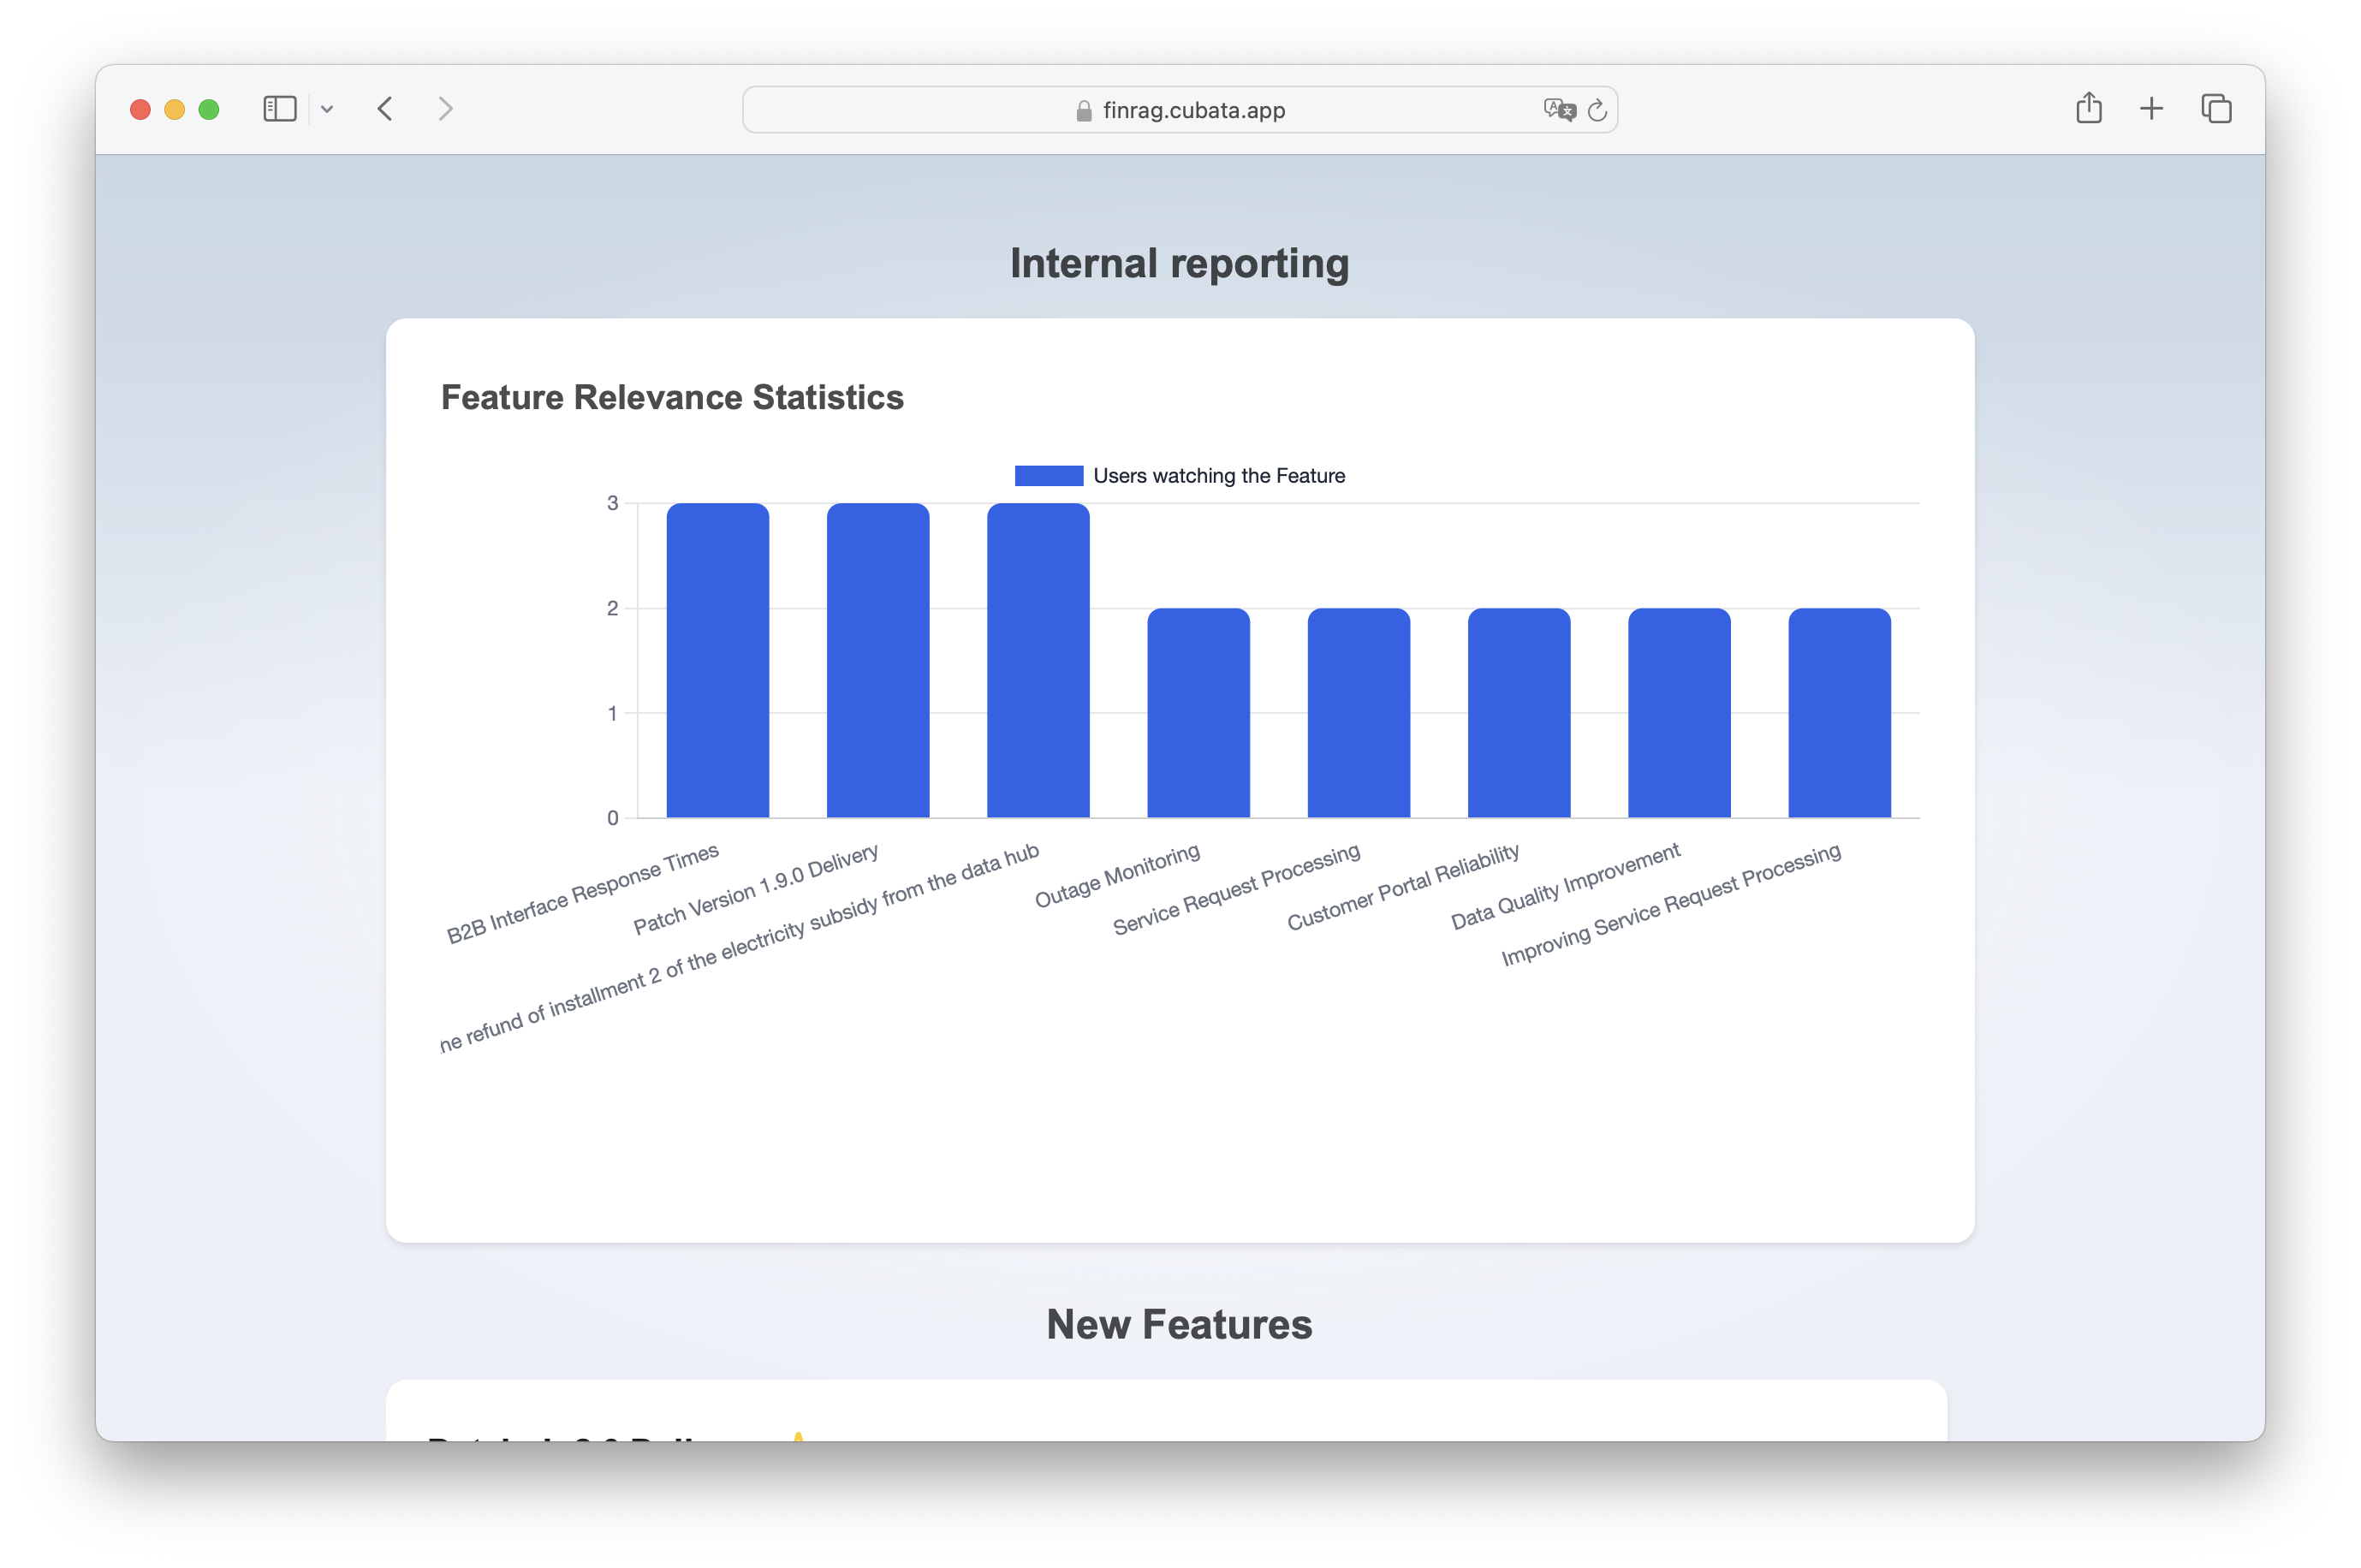 finrag.cubata.app
Internal reporting
Feature Relevance Statistics
Users watching the Feature
3
2
1
0
B2B Interface Response Times
Patch Version 1.9.0 Delivery
refund of installment 2 of the electricity subsidy from the data hub
Outage Monitoring
Service Request Processing
Customer Portal Reliability
Data Quality Improvement
Improving Service Request Processing
New Features